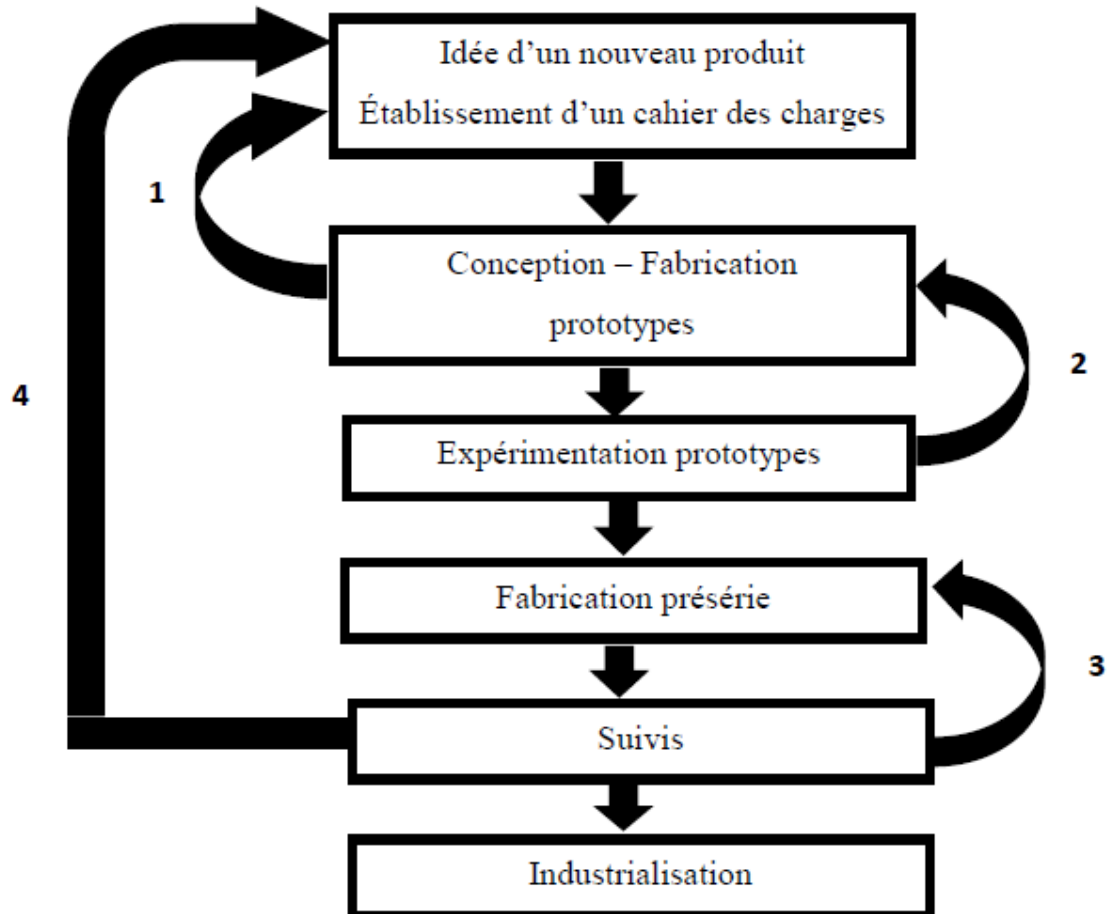 Idée d’un nouveau produit
Établissement d’un cahier des charges
1
Conception – Fabrication
prototypes
2
4
Expérimentation prototypes
Fabrication présérie
3
Suivis
Industrialisation